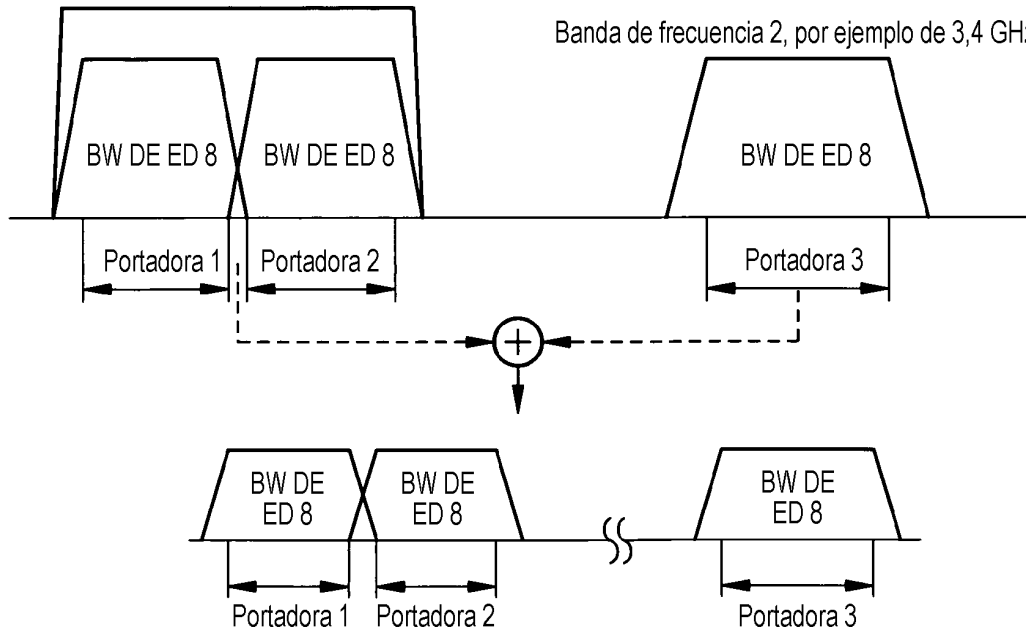 Banda de frecuencia 2, por ejemplo de 3,4 GHz
BW DE ED 8
BW DE ED 8
BW DE ED 8
Portadora 1
Portadora 2
Portadora 3
BW DE
ED 8
BW DE
ED 8
BW DE
ED 8
Portadora 1
Portadora 2
Portadora 3